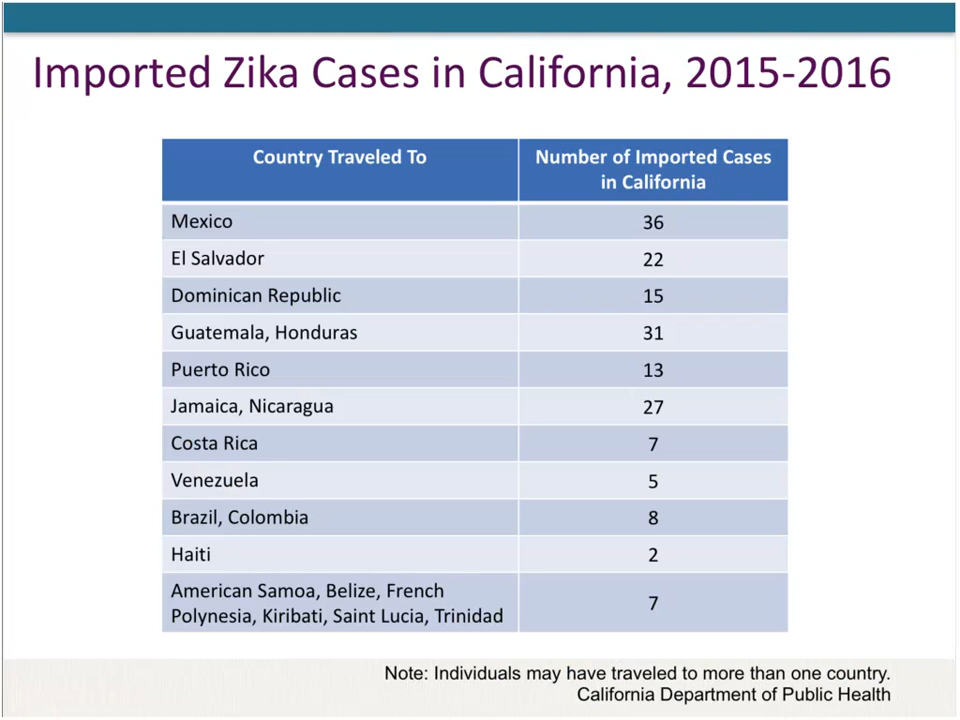 Imported Zika Cases in California, 2015-2016
Country Traveled To
Number of Imported Cases
in California
Mexico 36
El Salvador 22
Dominican Republic 15
Guatemala, Honduras 31
Puerto Rico 13
Jamaica, Nicaragua 27
Costa Rica 7
Venezuela 5
Brazil, Colombia 8
Haiti 2
American Samoa, Belize, French
Polynesia, Kiribati, Saint Lucia, Trinidad
7
Note: Individuals may have traveled to more than one country.
California Department of Public Health